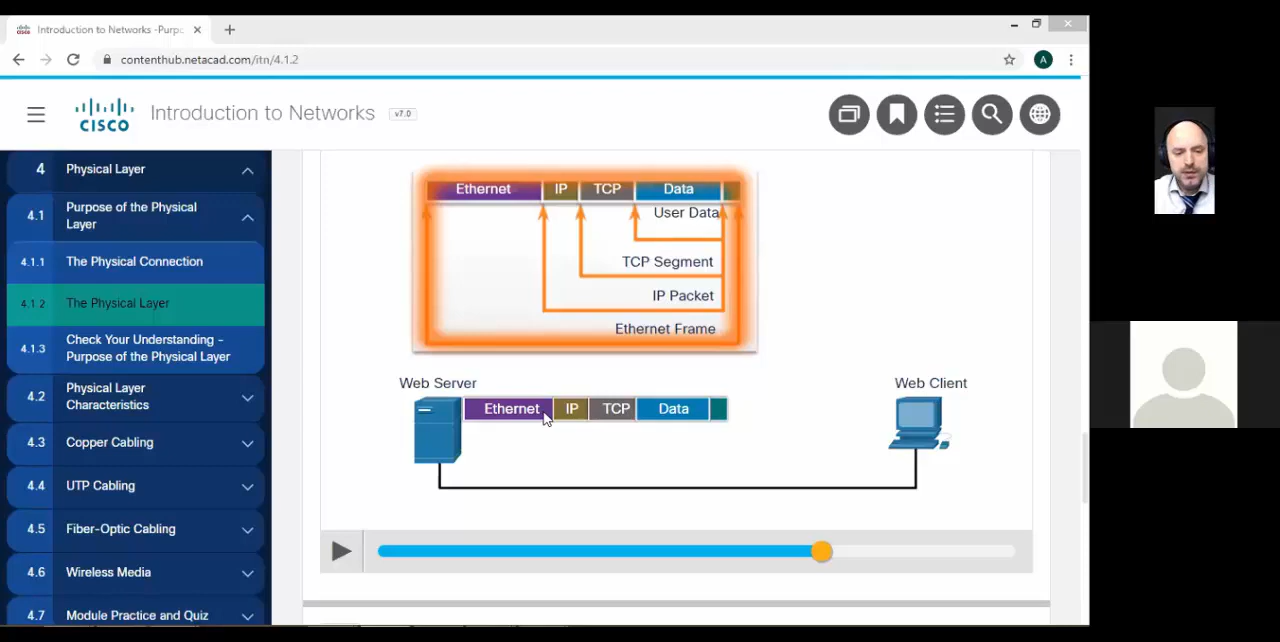 Introduction to Networks -Purpo
contenthub.netacad.com/itn/4.1.2
A
CISCO
Introduction to Networks
v7.0
4 Physical Layer
4.1 Purpose of the Physical
Layer
4.1.1 The Physical Connection
4.1.2 The Physical Layer
4.1.3 Check Your Understanding -
Purpose of the Physical Layer
4.2 Physical Layer
Characteristics
4.3 Copper Cabling
4.4 UTP Cabling
4.5 Fiber-Optic Cabling
4.6 Wireless Media
4.7 Module Practice and Quiz
Ethernet IP TCP Data
User Data
TCP Segment
IP Packet
Ethernet Frame
Web Server
Web Client
Ethernet IP TCP Data